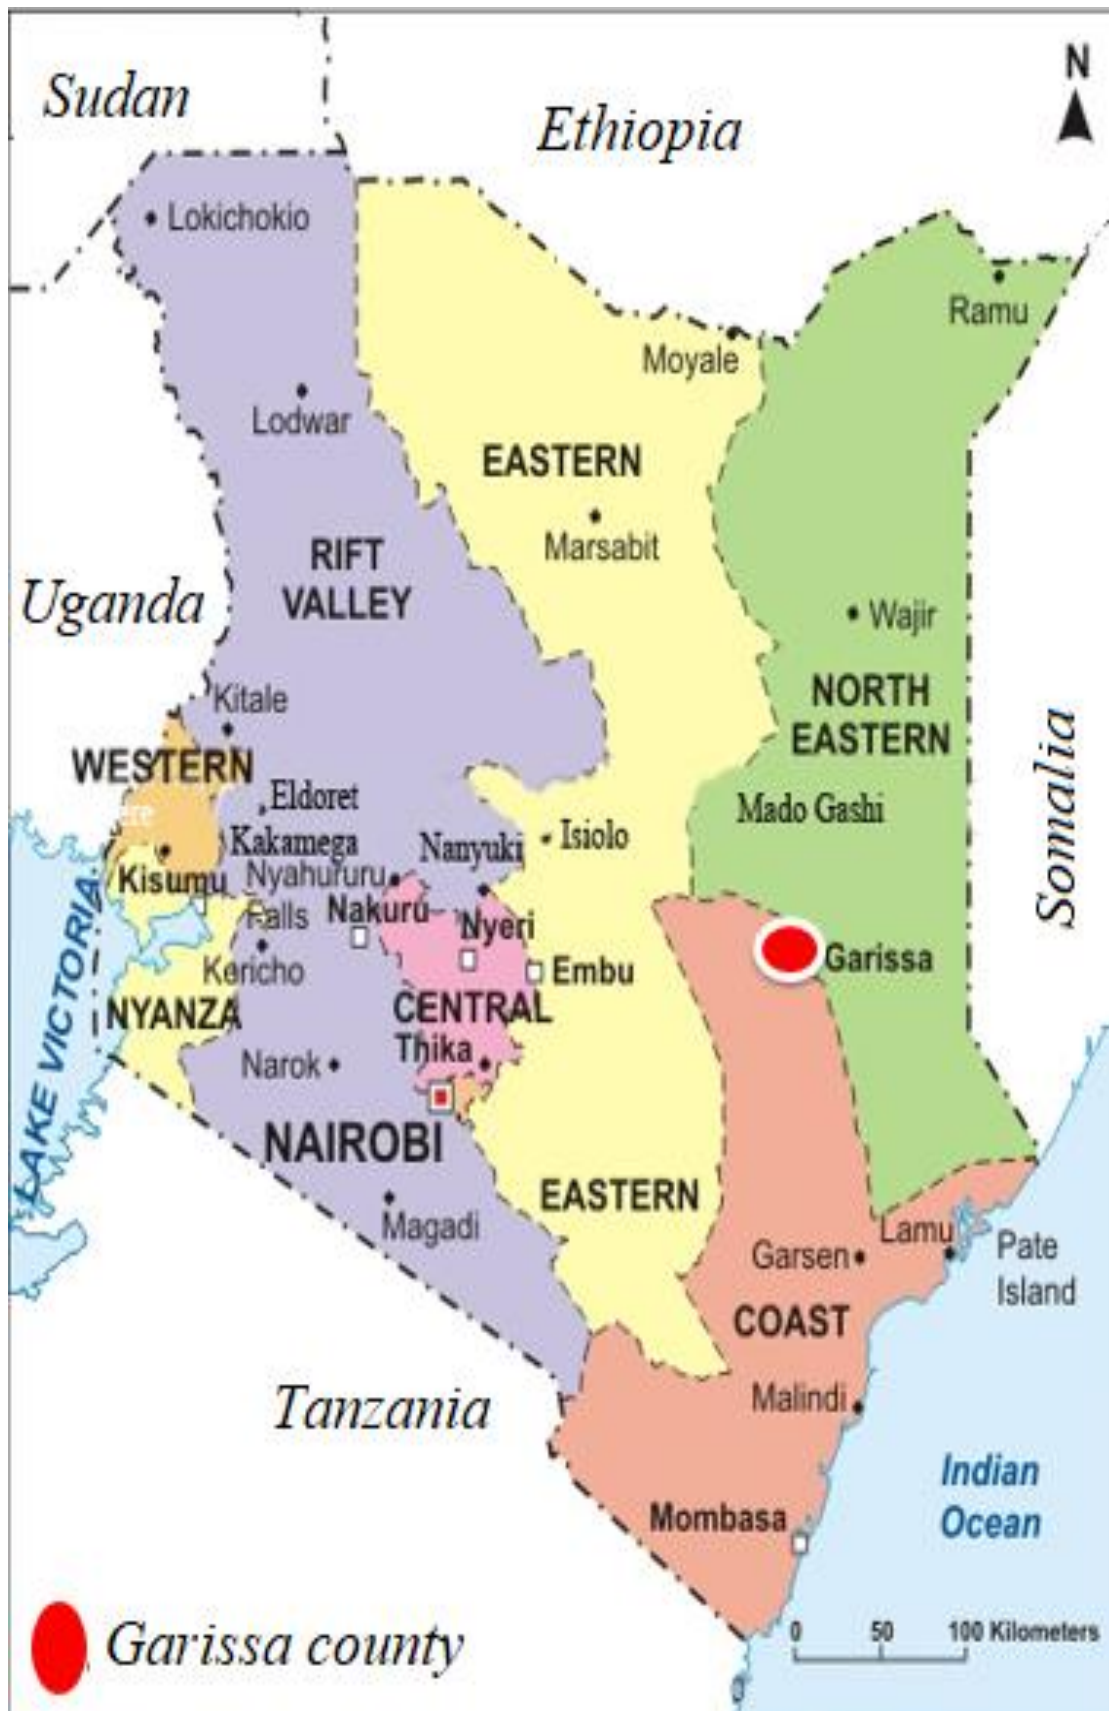 N
Sudan
Ethiopia
Lokichokio
Ramu
Moyale
Lodwar
EASTERN
Marsabit
RIFT
VALLEY
Uganda
Wajir
Kitale
NORTH
EASTERN
WESTERN
Somalia
Eldoret
Mado Gashi
Kakamega
Nanyuki
Isiolo
Kisumu
Nyahururu
Falls
Nakuru
Nyeri
Garissa
Kericho
Embu
LAKE VICTORIA
NYANZA
CENTRAL
Thika
Narok
NAIROBI
EASTERN
Magadi
Lamu
Garsen
Pate
Island
COAST
Tanzania
Malindi
Indian
Ocean
Mombasa
Garissa county
0 50 100 Kilometers